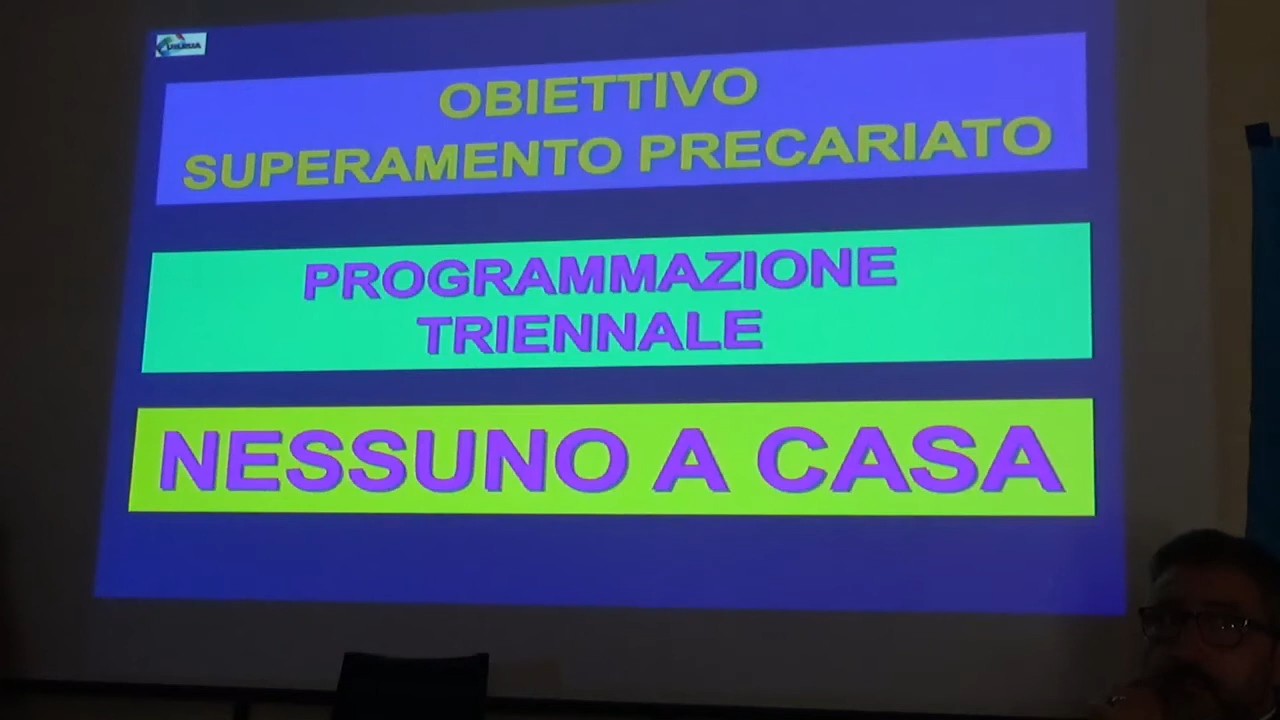 OBIETTIVO
SUPERAMENTO PRECARIATO
PROGRAMMAZIONE
TRIENNALE
NESSUNO A CASA